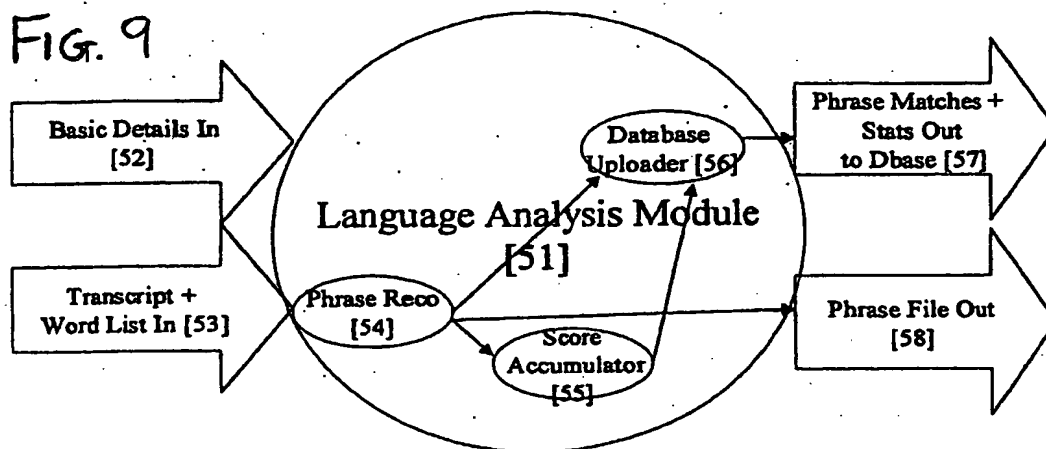 FIG. 9
Basic Details In
[52]
Transcript +
Word List In [53]
Language Analysis Module
[51]
Phrase Reco
[54]
Score
Accumulator
[55]
Database
Uploader [56]
Phrase Matches +
Stats Out
to Dbase [57]
Phrase File Out
[58]